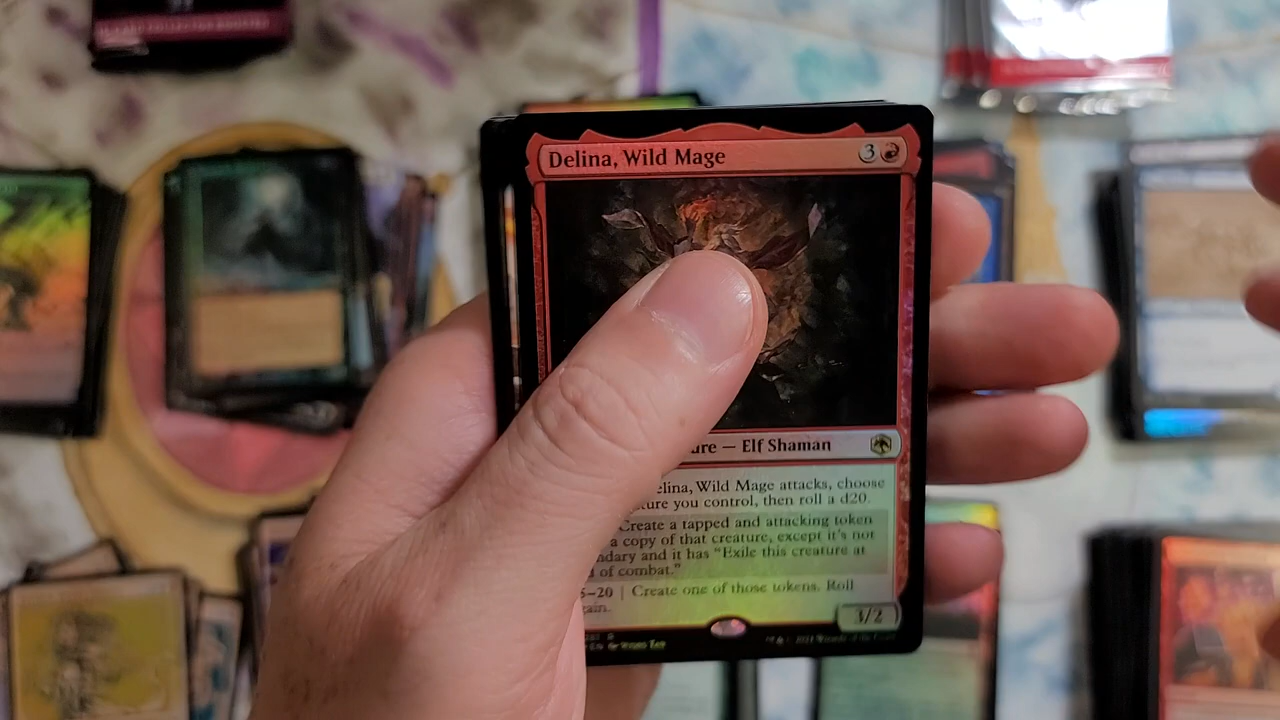 Delina, Wild Mage
3
ure — Elf Shaman
elina, Wild Mage attacks, choose
ture you control, then roll a d20.
Create a tapped and attacking token
a copy of that creature, except it's not
ndary and it has "Exile this creature at
d of combat."
5–20 | Create one of those tokens. Roll
gain.
3/2